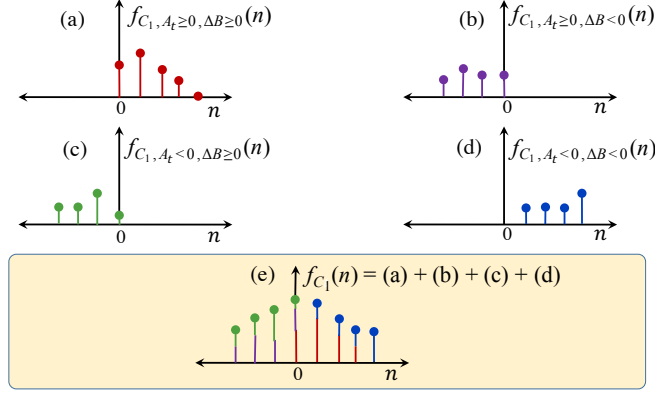 (a) f_{C_1, A_t≥0, ΔB≥0}(n)
0 n
(b) f_{C_1, A_t≥0, ΔB<0}(n)
0 n
(c) f_{C_1, A_t<0, ΔB≥0}(n)
0 n
(d) f_{C_1, A_t<0, ΔB<0}(n)
0 n
(e) f_{C_1}(n) = (a) + (b) + (c) + (d)
0 n